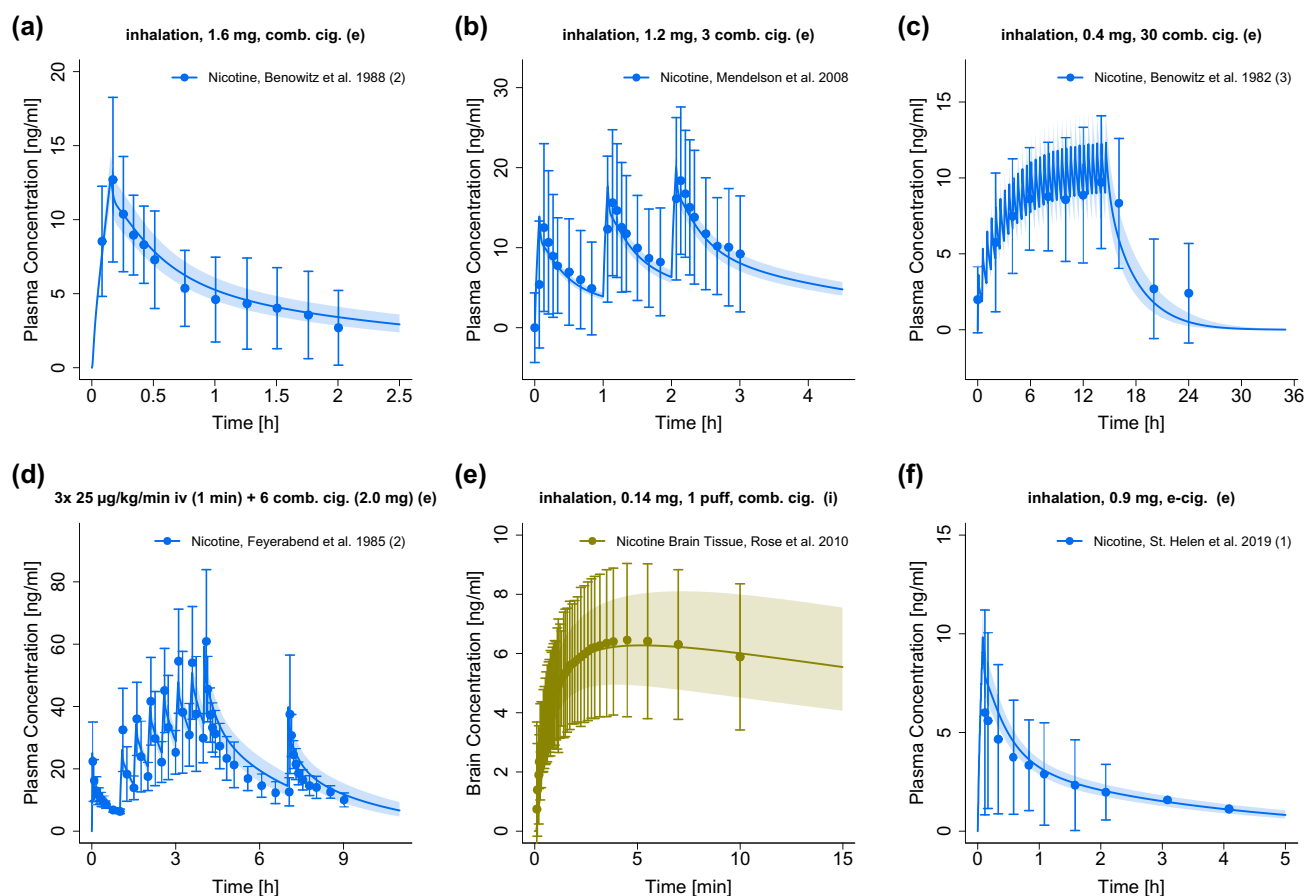 (a)
inhalation, 1.6 mg, comb. cig. (e)
Nicotine, Benowitz et al. 1988 (2)
Plasma Concentration [ng/ml]
20
15
10
5
0
0 0.5 1 1.5 2 2.5
Time [h]
(b)
inhalation, 1.2 mg, 3 comb. cig. (e)
Nicotine, Mendelson et al. 2008
Plasma Concentration [ng/ml]
30
20
10
0
0 1 2 3 4
Time [h]
(c)
inhalation, 0.4 mg, 30 comb. cig. (e)
Nicotine, Benowitz et al. 1982 (3)
Plasma Concentration [ng/ml]
15
10
5
0
0 6 12 18 24 30 36
Time [h]
(d)
3x 25 µg/kg/min iv (1 min) + 6 comb. cig. (2.0 mg) (e)
Nicotine, Feyerabend et al. 1985 (2)
Plasma Concentration [ng/ml]
80
60
40
20
0
0 3 6 9
Time [h]
(e)
inhalation, 0.14 mg, 1 puff, comb. cig. (i)
Nicotine Brain Tissue, Rose et al. 2010
Brain Concentration [ng/ml]
10
8
6
4
2
0
0 5 10 15
Time [min]
(f)
inhalation, 0.9 mg, e-cig. (e)
Nicotine, St. Helen et al. 2019 (1)
Plasma Concentration [ng/ml]
15
10
5
0
0 1 2 3 4 5
Time [h]